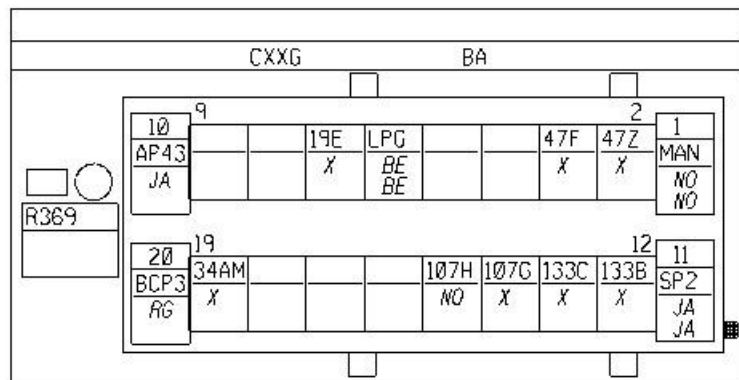 CXXG BA
9 2
10 19E LPG 47F 47Z 1
AP43 X BE X X MAN
JA BE NO
NO
R369
19 12
20 34AM 107H 107G 133C 133B 11
BCP3 X NO X X X SP2
RG JA
JA